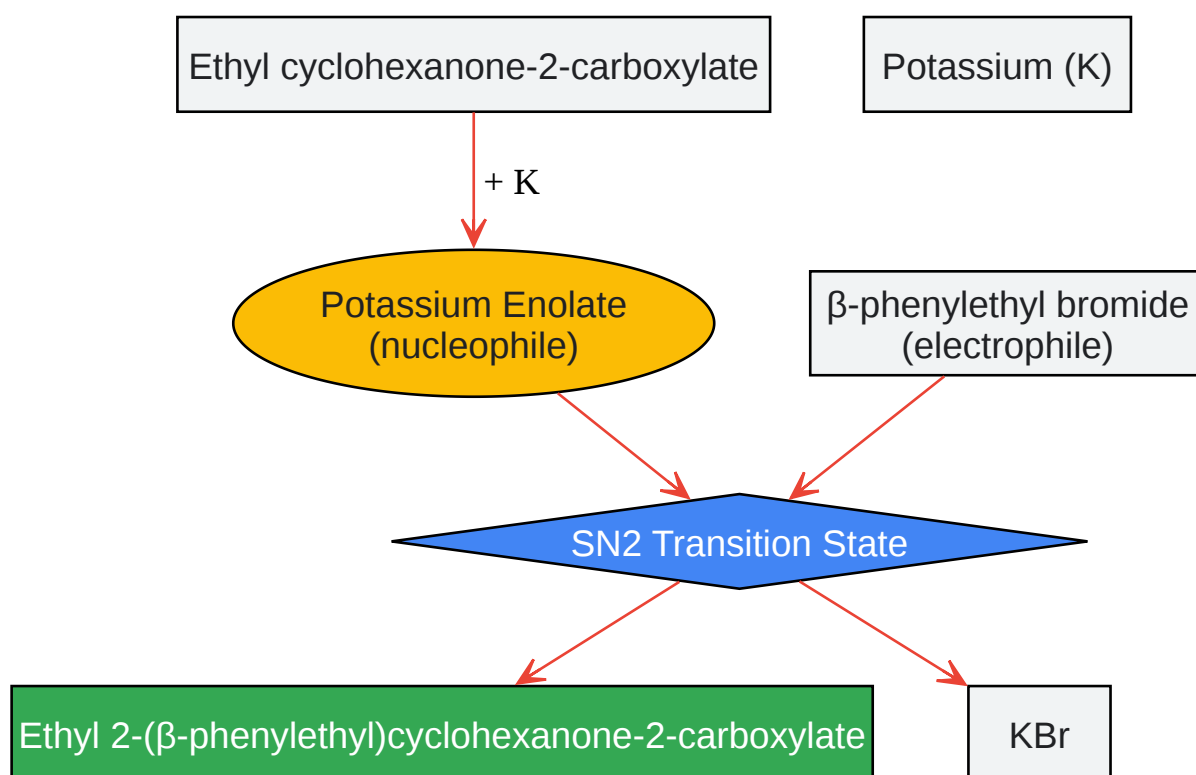 Ethyl cyclohexanone-2-carboxylate
Potassium (K)
+ K
Potassium Enolate
(nucleophile)
β-phenylethyl bromide
(electrophile)
SN2 Transition State
Ethyl 2-(β-phenylethyl)cyclohexanone-2-carboxylate
KBr